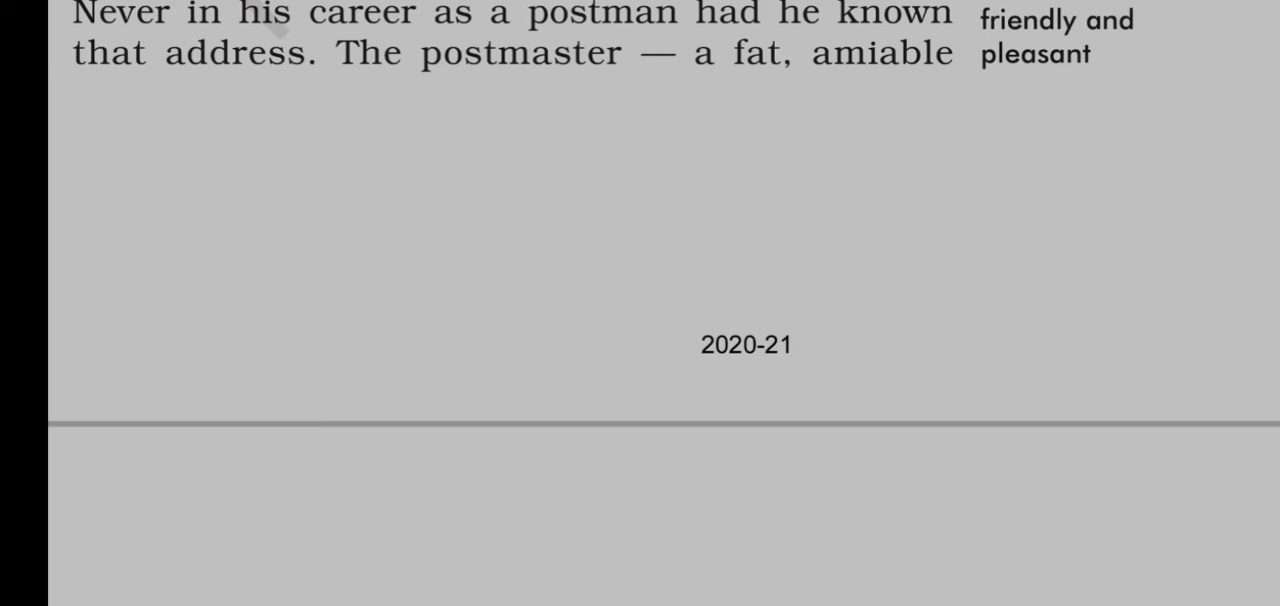 Never in his career as a postman had he known
that address. The postmaster — a fat, amiable
friendly and
pleasant
2020-21